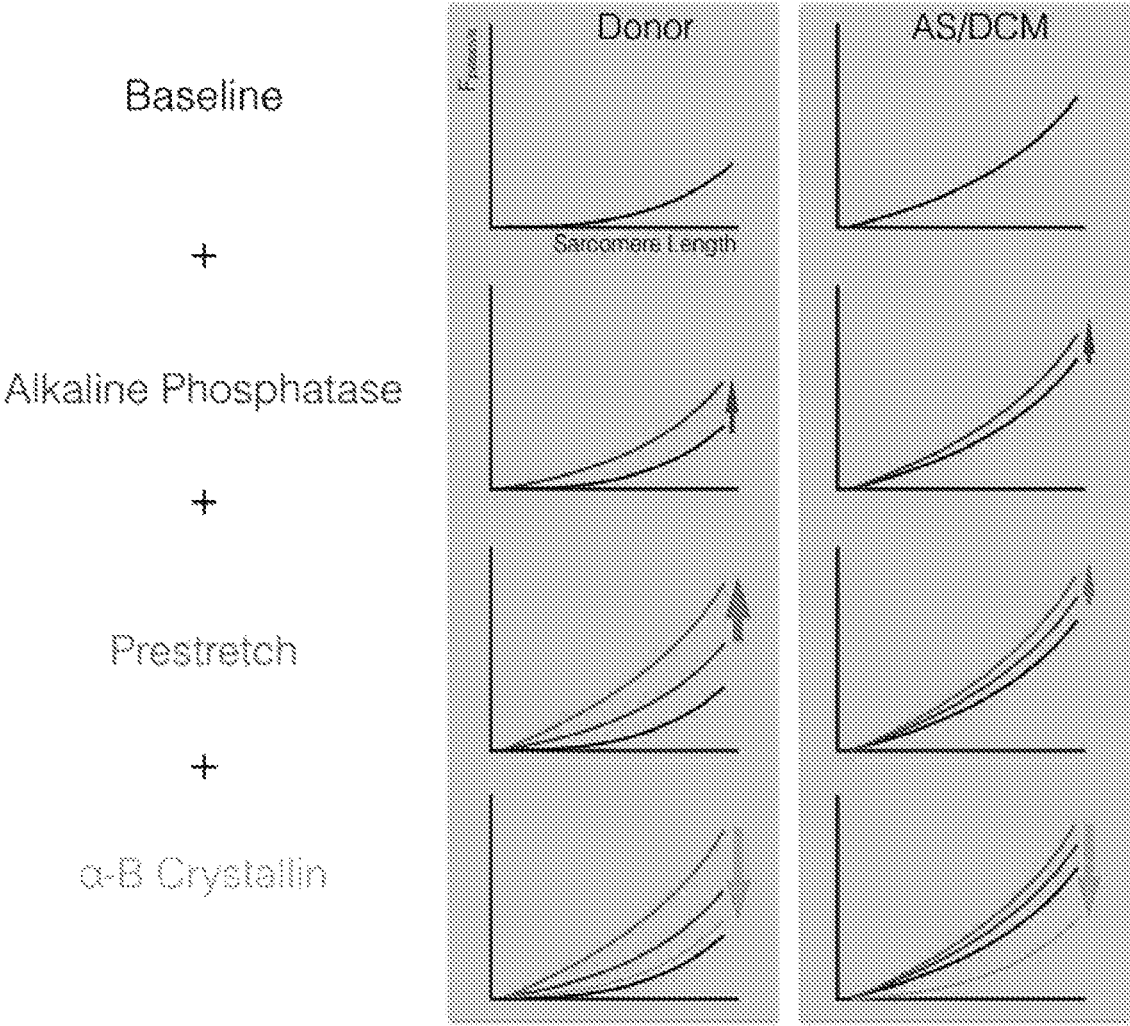 Donor
AS/DCM
Baseline
Sarcomere Length
+
Alkaline Phosphatase
+
Prestretch
+
α-B Crystallin